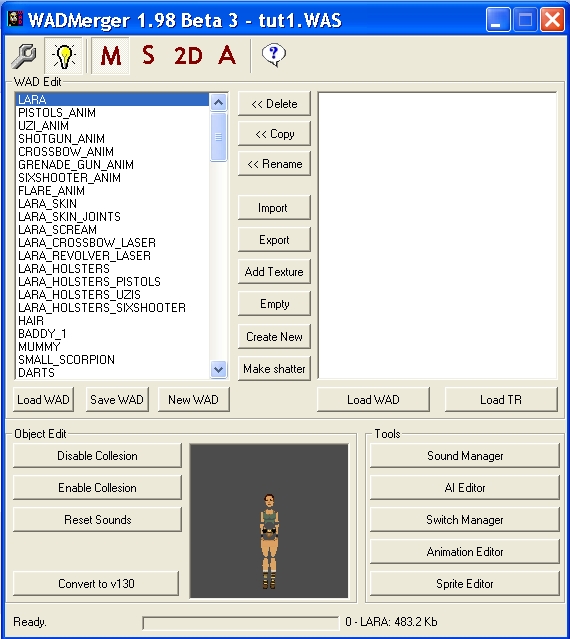 WADMerger 1.98 Beta 3 - tut1.WAS
M S 2D A ?
WAD Edit
LARA
PISTOLS_ANIM
UZI_ANIM
SHOTGUN_ANIM
CROSSBOW_ANIM
GRENADE_GUN_ANIM
SIXSHOOTER_ANIM
FLARE_ANIM
LARA_SKIN
LARA_SKIN_JOINTS
LARA_SCREAM
LARA_CROSSBOW_LASER
LARA_REVOLVER_LASER
LARA_HOLSTERS
LARA_HOLSTERS_PISTOLS
LARA_HOLSTERS_UZIS
LARA_HOLSTERS_SIXSHOOTER
HAIR
BADDY_1
MUMMY
SMALL_SCORPION
DARTS
<< Delete
<< Copy
<< Rename
Import
Export
Add Texture
Empty
Create New
Make shatter
Load WAD Save WAD New WAD
Load WAD Load TR
Object Edit
Disable Collesion
Enable Collesion
Reset Sounds
Convert to v130
Tools
Sound Manager
AI Editor
Switch Manager
Animation Editor
Sprite Editor
Ready.
0 - LARA: 483.2 Kb